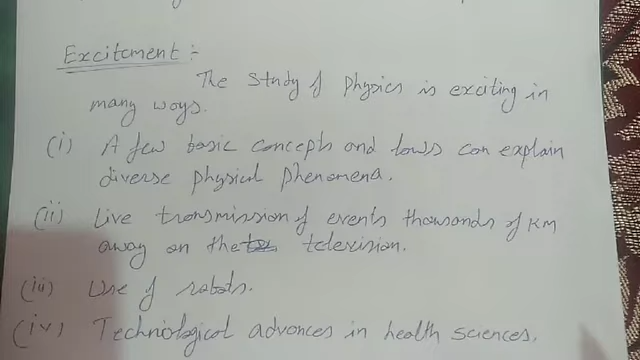 Excitement :-
The study of physics is exciting in
many ways.
(i) A few basic concepts and laws can explain
diverse physical phenomena.
(ii) Live transmission of events thousands of KM
away on the television.
(iii) Use of robots.
(iv) Technological advances in health sciences.